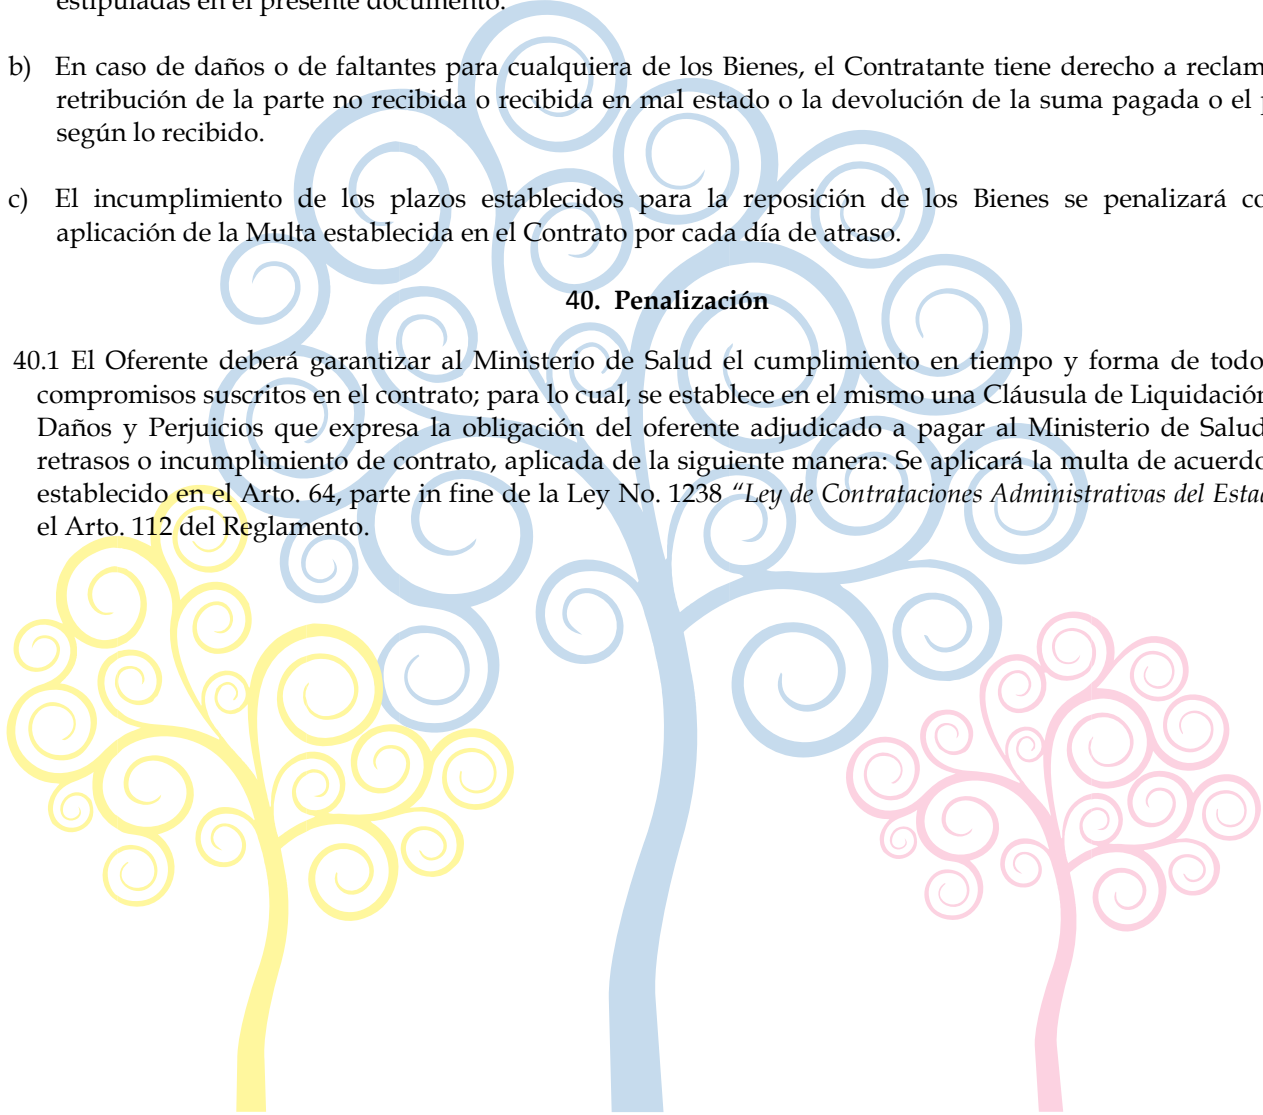 estipuladas en el presente documento.
b) En caso de daños o de faltantes para cualquiera de los Bienes, el Contratante tiene derecho a reclam
retribución de la parte no recibida o recibida en mal estado o la devolución de la suma pagada o el
según lo recibido.
c) El incumplimiento de los plazos establecidos para la reposición de los Bienes se penalizará co
aplicación de la Multa establecida en el Contrato por cada día de atraso.
40. Penalización
40.1 El Oferente deberá garantizar al Ministerio de Salud el cumplimiento en tiempo y forma de todo
compromisos suscritos en el contrato; para lo cual, se establece en el mismo una Cláusula de Liquidación
Daños y Perjuicios que expresa la obligación del oferente adjudicado a pagar al Ministerio de Salud
retrasos o incumplimiento de contrato, aplicada de la siguiente manera: Se aplicará la multa de acuerdo
establecido en el Arto. 64, parte in fine de la Ley No. 1238 “Ley de Contrataciones Administrativas del Esta
el Arto. 112 del Reglamento.